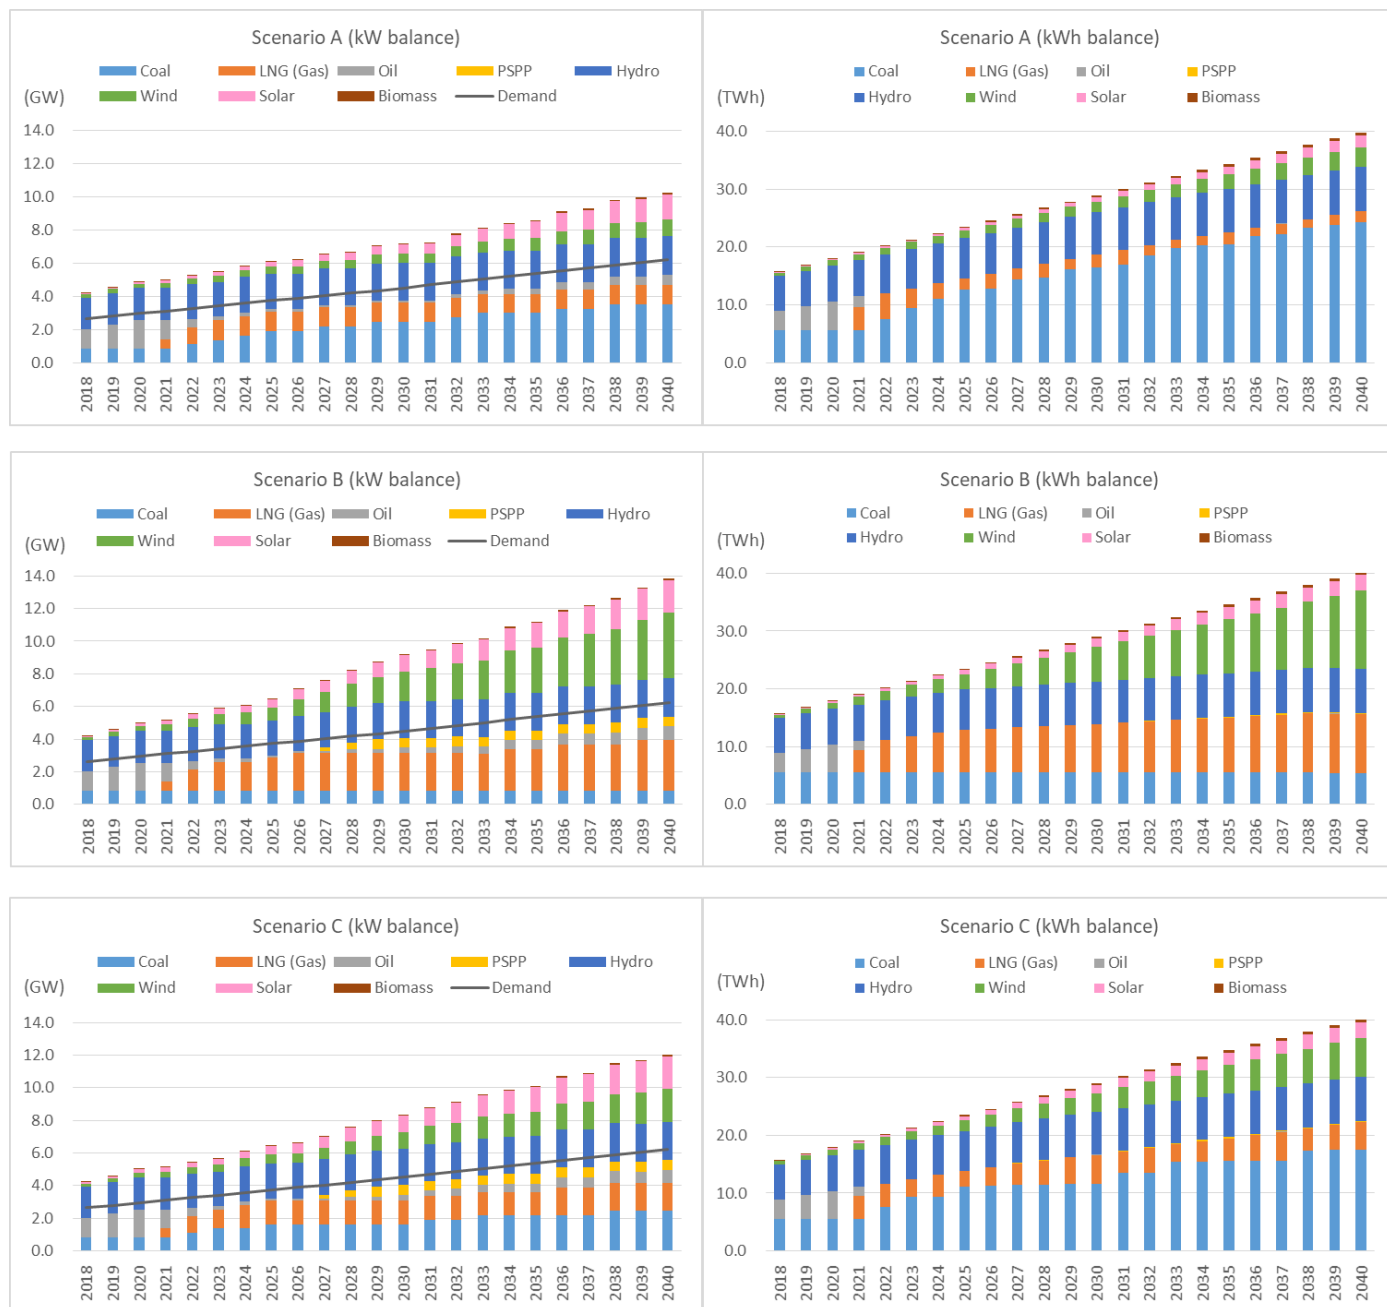 Scenario A (kW balance)
Coal LNG (Gas) Oil PSPP Hydro
(GW) Wind Solar Biomass Demand
14.0
12.0
10.0
8.0
6.0
4.0
2.0
0.0
2018 2019 2020 2021 2022 2023 2024 2025 2026 2027 2028 2029 2030 2031 2032 2033 2034 2035 2036 2037 2038 2039 2040
Scenario A (kWh balance)
Coal LNG (Gas) Oil PSPP
(TWh) Hydro Wind Solar Biomass
40.0
30.0
20.0
10.0
0.0
2018 2019 2020 2021 2022 2023 2024 2025 2026 2027 2028 2029 2030 2031 2032 2033 2034 2035 2036 2037 2038 2039 2040
Scenario B (kW balance)
Coal LNG (Gas) Oil PSPP Hydro
(GW) Wind Solar Biomass Demand
14.0
12.0
10.0
8.0
6.0
4.0
2.0
0.0
2018 2019 2020 2021 2022 2023 2024 2025 2026 2027 2028 2029 2030 2031 2032 2033 2034 2035 2036 2037 2038 2039 2040
Scenario B (kWh balance)
Coal LNG (Gas) Oil PSPP
(TWh) Hydro Wind Solar Biomass
40.0
30.0
20.0
10.0
0.0
2018 2019 2020 2021 2022 2023 2024 2025 2026 2027 2028 2029 2030 2031 2032 2033 2034 2035 2036 2037 2038 2039 2040
Scenario C (kW balance)
Coal LNG (Gas) Oil PSPP Hydro
(GW) Wind Solar Biomass Demand
14.0
12.0
10.0
8.0
6.0
4.0
2.0
0.0
2018 2019 2020 2021 2022 2023 2024 2025 2026 2027 2028 2029 2030 2031 2032 2033 2034 2035 2036 2037 2038 2039 2040
Scenario C (kWh balance)
Coal LNG (Gas) Oil PSPP
(TWh) Hydro Wind Solar Biomass
40.0
30.0
20.0
10.0
0.0
2018 2019 2020 2021 2022 2023 2024 2025 2026 2027 2028 2029 2030 2031 2032 2033 2034 2035 2036 2037 2038 2039 2040